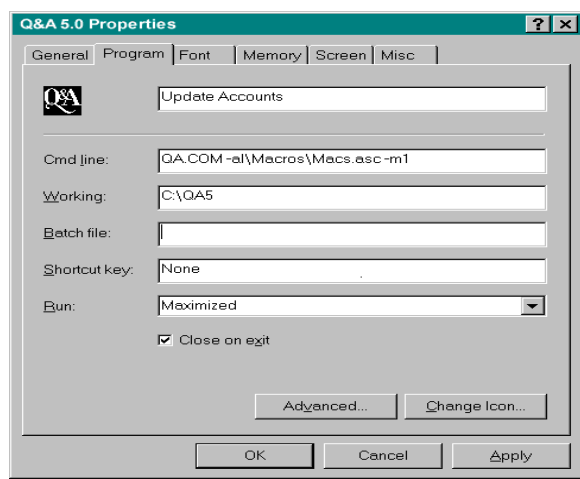 Q&A 5.0 Properties
General Program Font Memory Screen Misc
Q&A Update Accounts
Cmd line: QA.COM -al\Macros\Macs.asc -m1
Working: C:\QA5
Batch file:
Shortcut key: None
Run: Maximized
Close on exit
Advanced... Change Icon...
OK Cancel Apply